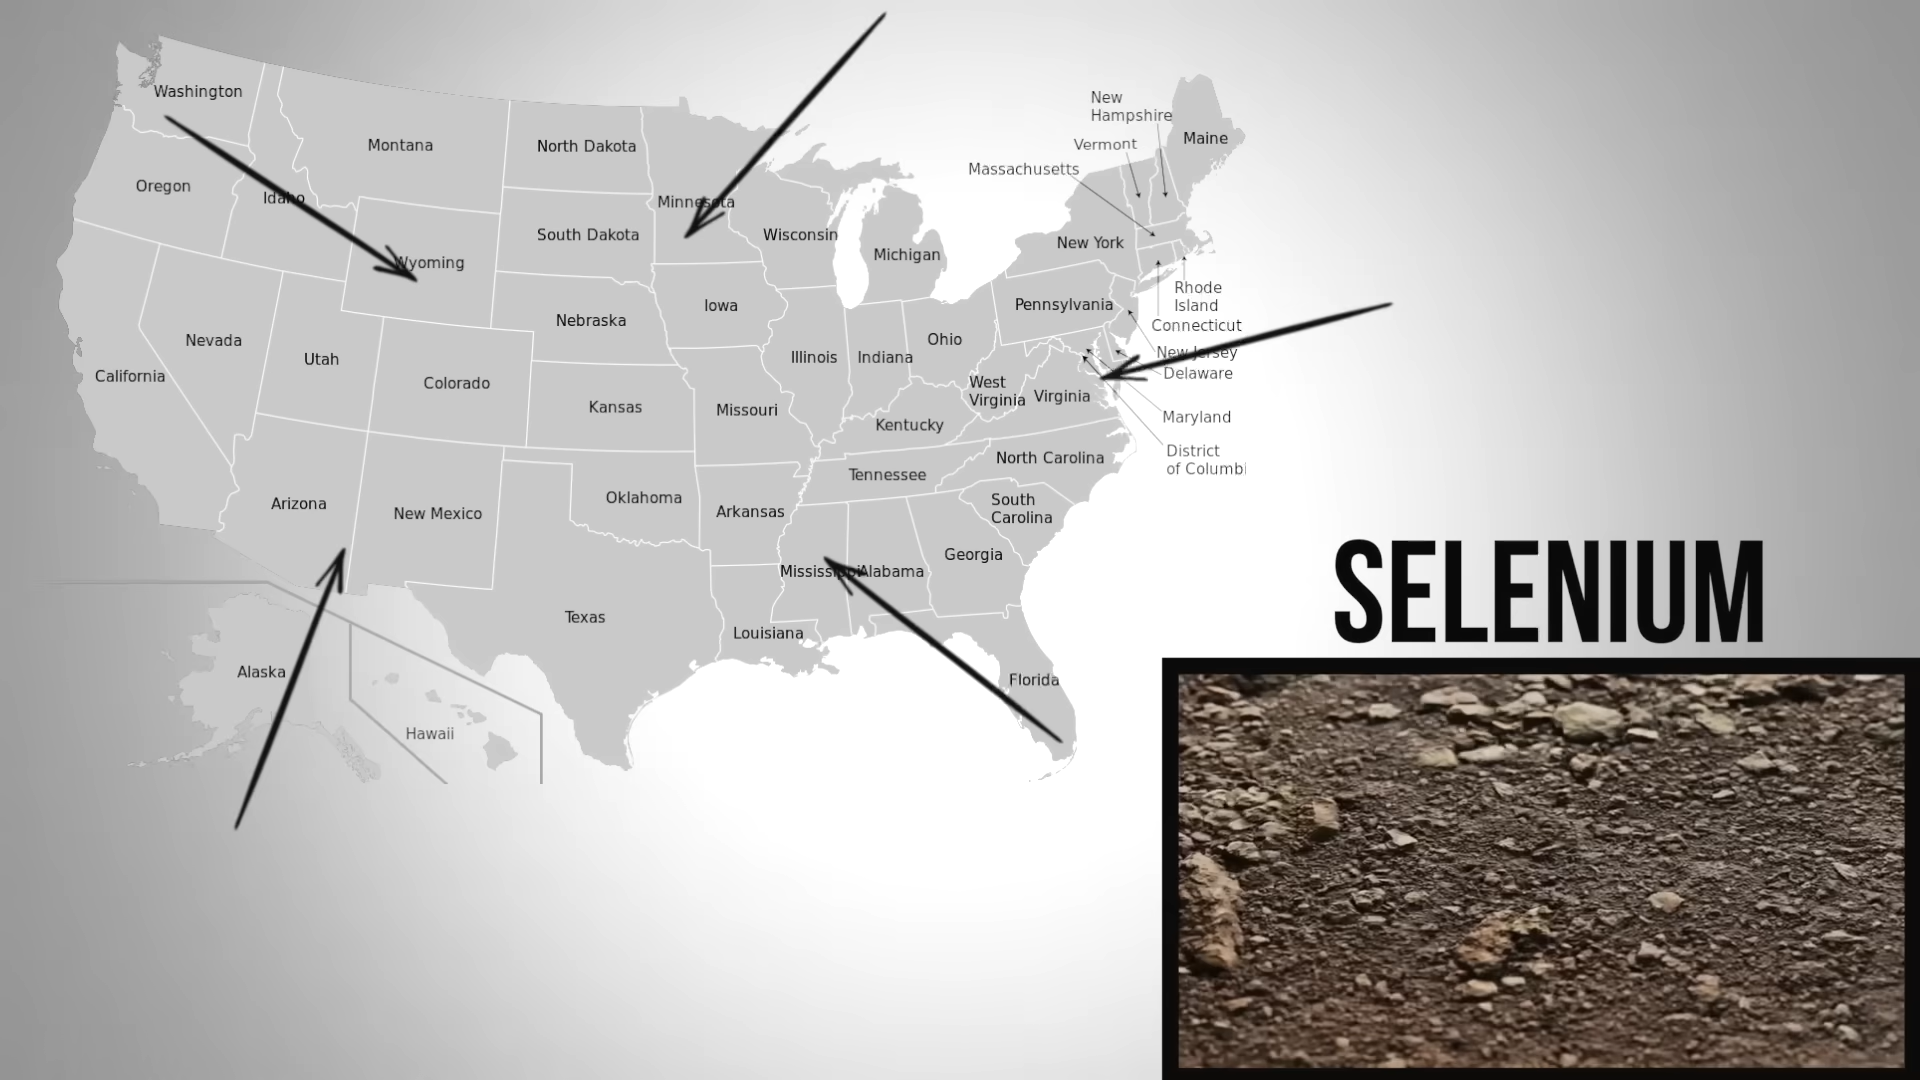 Washington
Montana
North Dakota
Minnesota
New
Hampshire
Vermont
Massachusetts
Maine
Oregon
Idaho
Wyoming
South Dakota
Wisconsin
Michigan
New York
Rhode
Island
Connecticut
New Jersey
Delaware
Maryland
District
of Columbi
Nevada
Utah
California
Colorado
Nebraska
Iowa
Illinois
Indiana
Ohio
Pennsylvania
West
Virginia
Virginia
Kansas
Missouri
Kentucky
Tennessee
North Carolina
South
Carolina
Arizona
New Mexico
Oklahoma
Arkansas
Mississippi
Alabama
Georgia
Texas
Louisiana
Florida
Alaska
Hawaii
SELENIUM